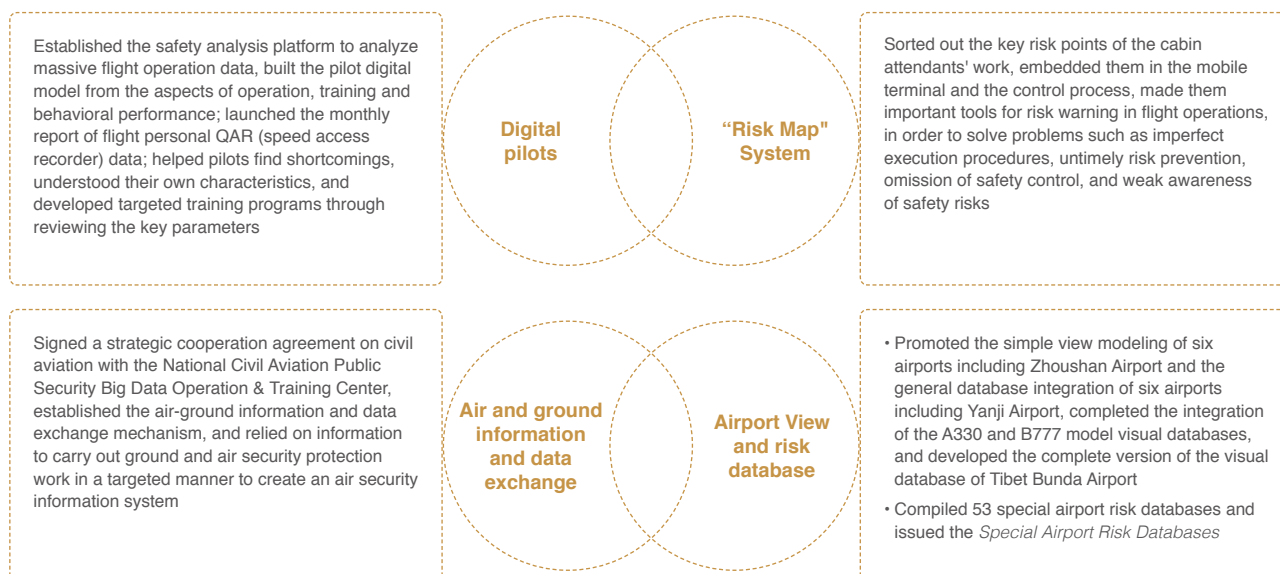 Established the safety analysis platform to analyze
massive flight operation data, built the pilot digital
model from the aspects of operation, training and
behavioral performance; launched the monthly
report of flight personal QAR (speed access
recorder) data; helped pilots find shortcomings,
understood their own characteristics, and
developed targeted training programs through
reviewing the key parameters
Digital
pilots
“Risk Map"
System
Sorted out the key risk points of the cabin
attendants' work, embedded them in the mobile
terminal and the control process, made them
important tools for risk warning in flight operations,
in order to solve problems such as imperfect
execution procedures, untimely risk prevention,
omission of safety control, and weak awareness
of safety risks
Signed a strategic cooperation agreement on civil
aviation with the National Civil Aviation Public
Security Big Data Operation & Training Center,
established the air-ground information and data
exchange mechanism, and relied on information
to carry out ground and air security protection
work in a targeted manner to create an air security
information system
Air and ground
information
and data
exchange
Airport View
and risk
database
• Promoted the simple view modeling of six
airports including Zhoushan Airport and the
general database integration of six airports
including Yanji Airport, completed the integration
of the A330 and B777 model visual databases,
and developed the complete version of the visual
database of Tibet Bunda Airport
• Compiled 53 special airport risk databases and
issued the Special Airport Risk Databases